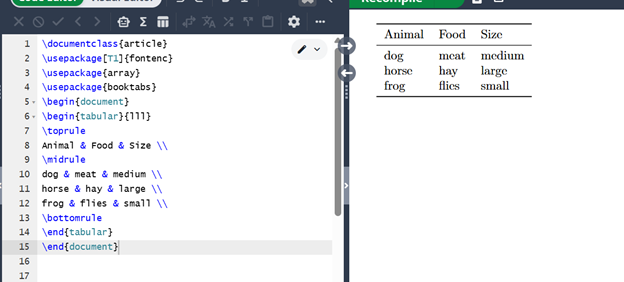 Code Editor Visual Editor Recompile
1 \documentclass{article}
2 \usepackage[T1]{fontenc}
3 \usepackage{array}
4 \usepackage{booktabs}
5 \begin{document}
6 \begin{tabular}{lll}
7 \toprule
8 Animal & Food & Size \\
9 \midrule
10 dog & meat & medium \\
11 horse & hay & large \\
12 frog & flies & small \\
13 \bottomrule
14 \end{tabular}
15 \end{document}
16
17
Animal Food Size
dog meat medium
horse hay large
frog flies small